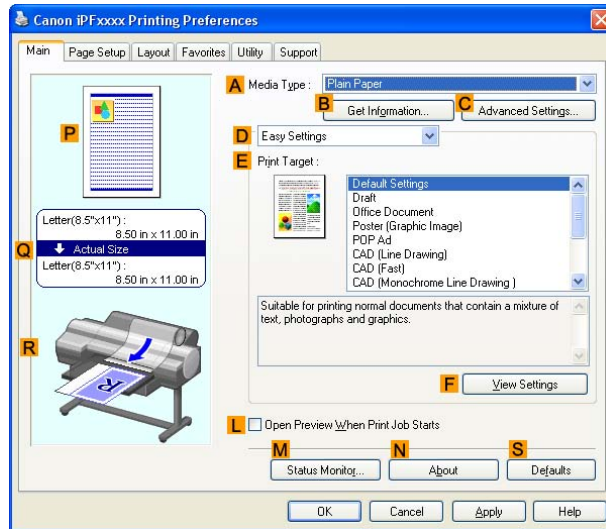 Canon iPFxxxx Printing Preferences
Main Page Setup Layout Favorites Utility Support
A Media Type : Plain Paper
B C
Get Information... Advanced Settings...
P
D Easy Settings
E Print Target :
Default Settings
Draft
Office Document
Poster (Graphic Image)
POP Ad
CAD (Line Drawing)
CAD (Fast)
CAD (Monochrome Line Drawing )
Letter(8.5"x11") :
8.50 in x 11.00 in
Q Actual Size
Letter(8.5"x11") :
8.50 in x 11.00 in
Suitable for printing normal documents that contain a mixture of
text, photographs and graphics.
R
R
F View Settings
L Open Preview When Print Job Starts
M N S
Status Monitor... About Defaults
OK Cancel Apply Help